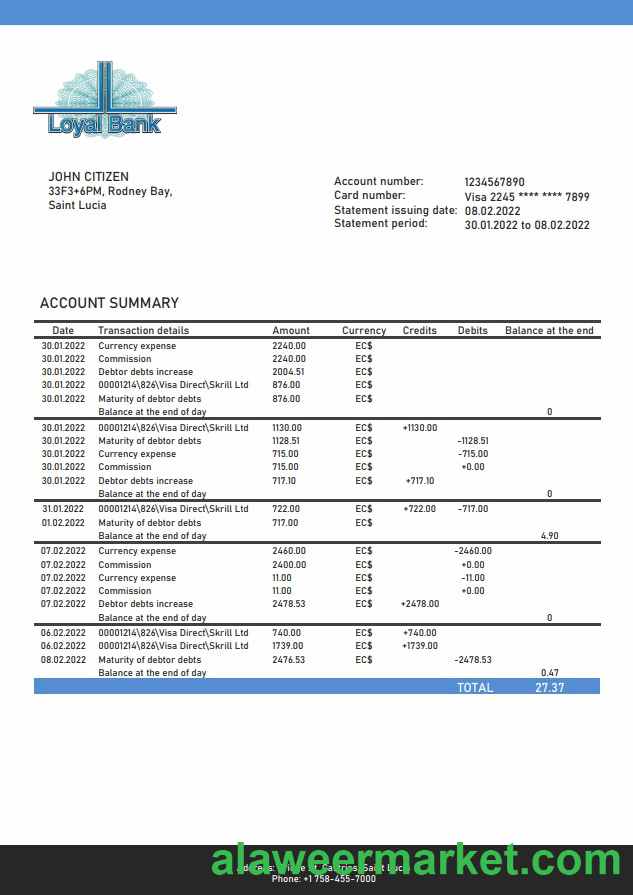 Loyal Bank
JOHN CITIZEN
33F3+6PM, Rodney Bay,
Saint Lucia
Account number: 1234567890
Card number: Visa 2245 **** **** 7899
Statement issuing date: 08.02.2022
Statement period: 30.01.2022 to 08.02.2022
ACCOUNT SUMMARY
Date Transaction details Amount Currency Credits Debits Balance at the end
30.01.2022 Currency expense 2240.00 EC$
30.01.2022 Commission 2240.00 EC$
30.01.2022 Debtor debts increase 2004.51 EC$
30.01.2022 00001214\826\Visa Direct\Skrill Ltd 876.00 EC$
30.01.2022 Maturity of debtor debts 876.00 EC$
Balance at the end of day 0
30.01.2022 00001214\826\Visa Direct\Skrill Ltd 1130.00 EC$ +1130.00
30.01.2022 Maturity of debtor debts 1128.51 EC$ -1128.51
30.01.2022 Currency expense 715.00 EC$ -715.00
30.01.2022 Commission 715.00 EC$ +0.00
30.01.2022 Debtor debts increase 717.10 EC$ +717.10
Balance at the end of day 0
31.01.2022 00001214\826\Visa Direct\Skrill Ltd 722.00 EC$ +722.00 -717.00
01.02.2022 Maturity of debtor debts 717.00 EC$
Balance at the end of day 4.90
07.02.2022 Currency expense 2460.00 EC$ -2460.00
07.02.2022 Commission 2400.00 EC$ +0.00
07.02.2022 Currency expense 11.00 EC$ -11.00
07.02.2022 Commission 11.00 EC$ +0.00
07.02.2022 Debtor debts increase 2478.53 EC$ +2478.00
Balance at the end of day 0
06.02.2022 00001214\826\Visa Direct\Skrill Ltd 740.00 EC$ +740.00
06.02.2022 00001214\826\Visa Direct\Skrill Ltd 1739.00 EC$ +1739.00
08.02.2022 Maturity of debtor debts 2476.53 EC$ -2478.53
Balance at the end of day 0.47
TOTAL 27.37
alaweermarket.com
Phone: +1 758-455-7000